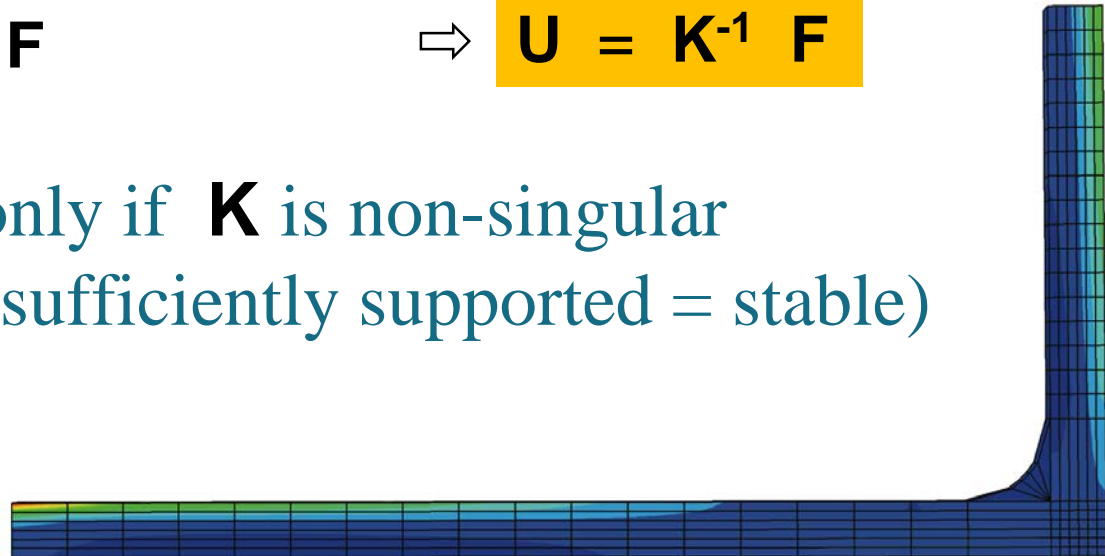 F ⇨ U = K⁻¹ F
only if K is non-singular
sufficiently supported = stable)